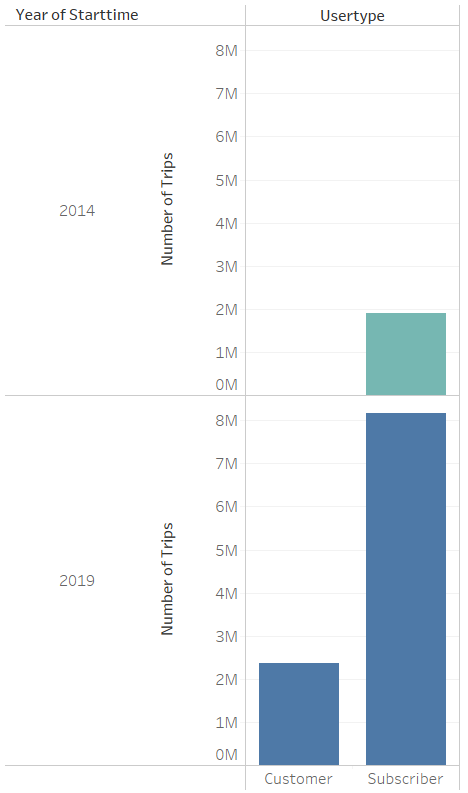 Year of Starttime
Usertype
2014
Number of Trips
8M
7M
6M
5M
4M
3M
2M
1M
0M
2019
Number of Trips
8M
7M
6M
5M
4M
3M
2M
1M
0M
Customer
Subscriber